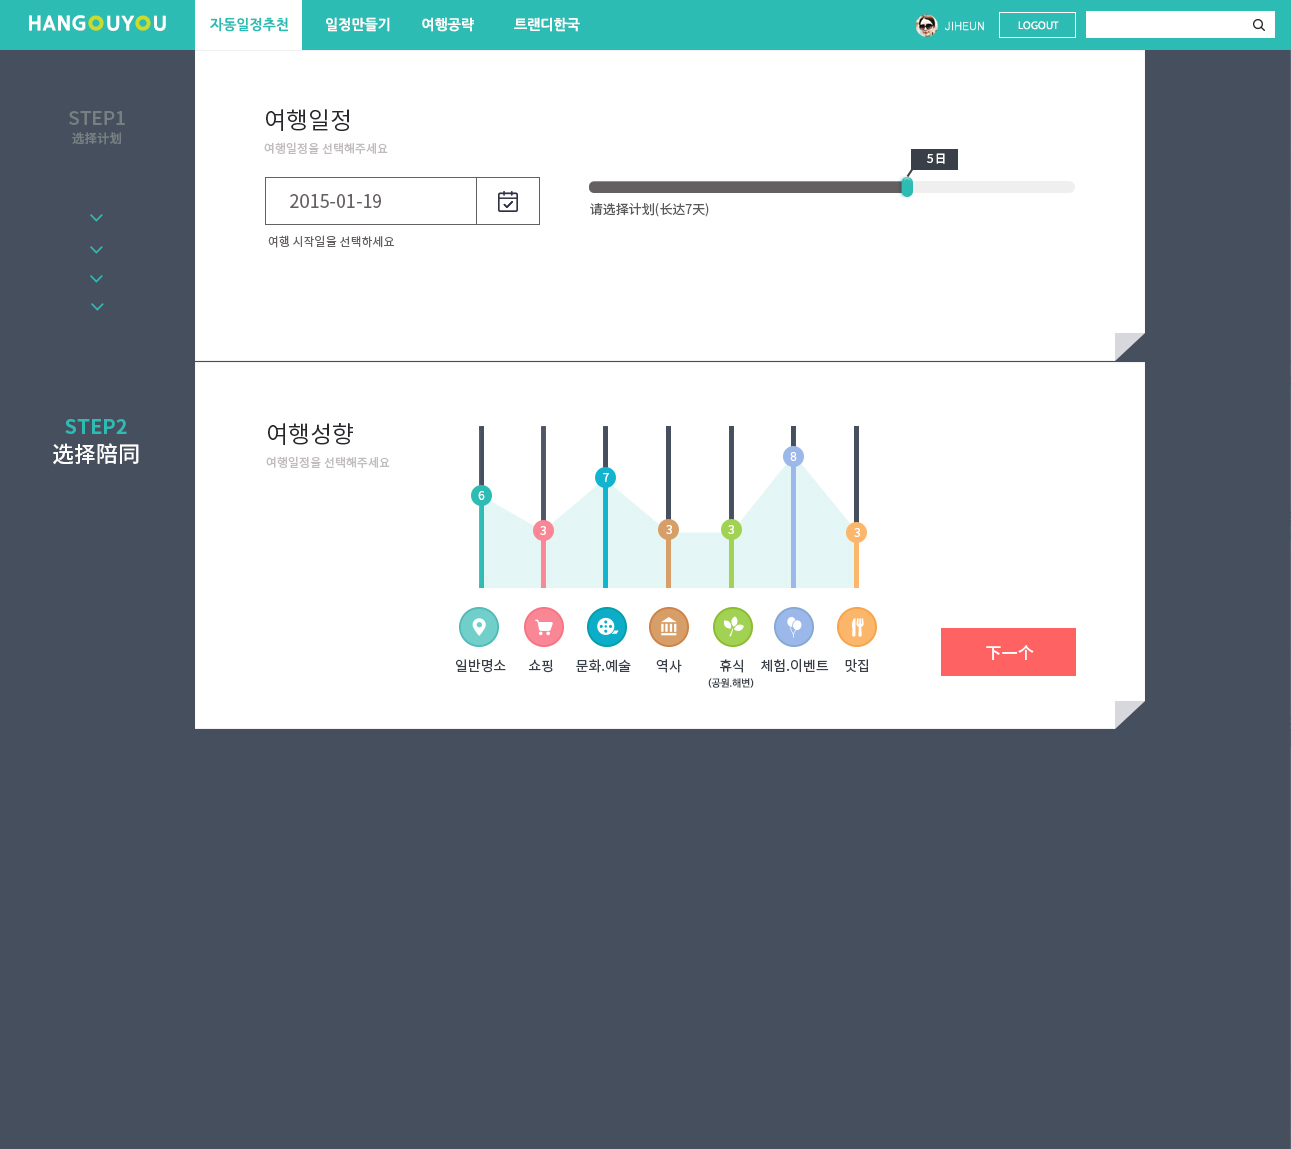 HANGOUYOU
자동일정추천
일정만들기
여행공략
트랜디한국
JIHEUN
LOGOUT
STEP1
选择计划
여행일정
여행일정을 선택해주세요
2015-01-19
여행 시작일을 선택하세요
5日
请选择计划(长达7天)
STEP2
选择陪同
여행성향
여행일정을 선택해주세요
6
3
7
3
3
8
3
일반명소
쇼핑
문화.예술
역사
휴식
(공원.해변)
체험.이벤트
맛집
下一个